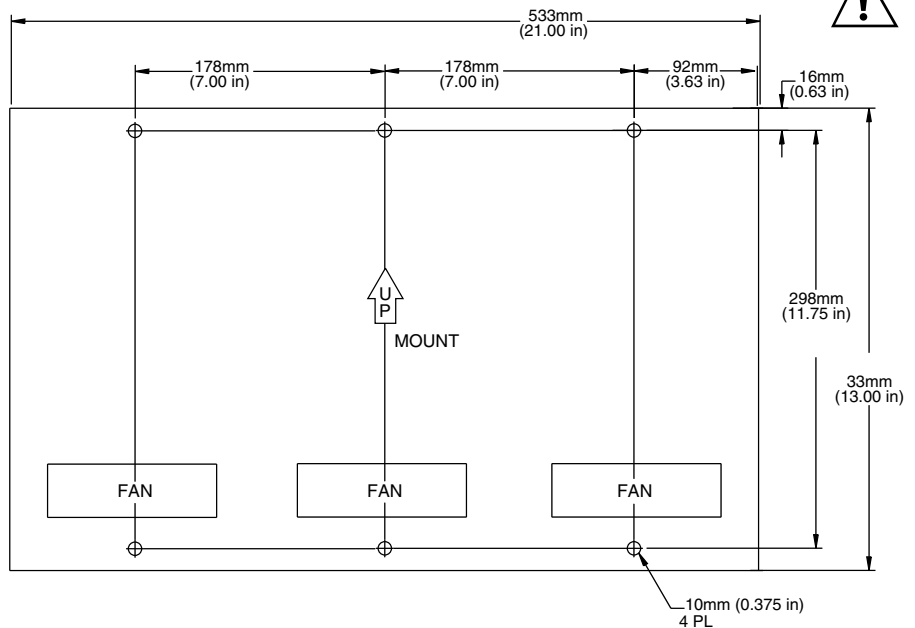 533mm
(21.00 in)
!
178mm
(7.00 in)
178mm
(7.00 in)
92mm
(3.63 in)
16mm
(0.63 in)
U
P
MOUNT
298mm
(11.75 in)
33mm
(13.00 in)
FAN
FAN
FAN
10mm (0.375 in)
4 PL